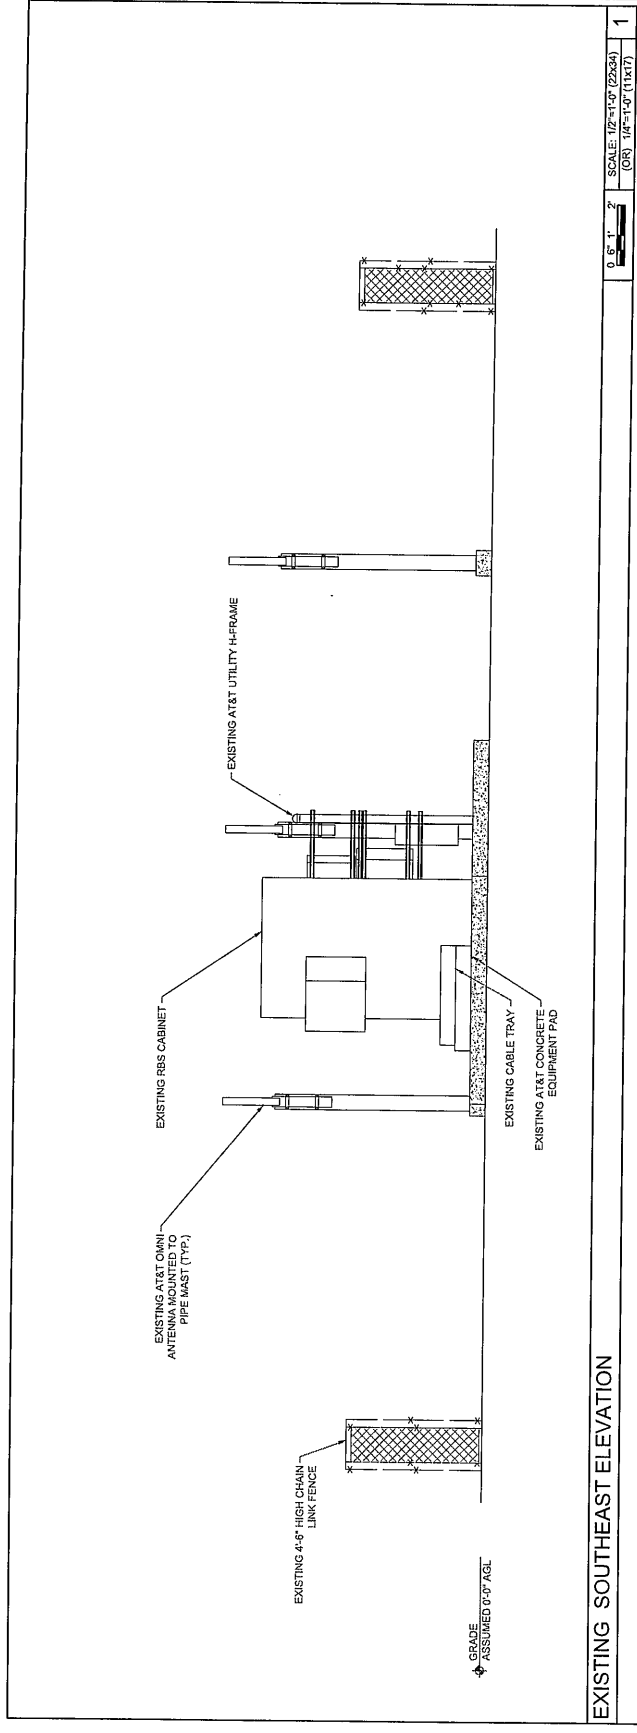 EXISTING AT&T OMNI
ANTENNA MOUNTED TO
PIPE MAST (TYP.)
EXISTING RBS CABINET
EXISTING AT&T UTILITY H-FRAME
EXISTING 4'-6" HIGH CHAIN
LINK FENCE
EXISTING CABLE TRAY
EXISTING AT&T CONCRETE
EQUIPMENT PAD
GRADE
ASSUMED 0'-0" AGL
EXISTING SOUTHEAST ELEVATION
0 6" 1' 2'
SCALE: 1/2"=1'-0" (22x34)
(OR) 1/4"=1'-0" (11x17)
1